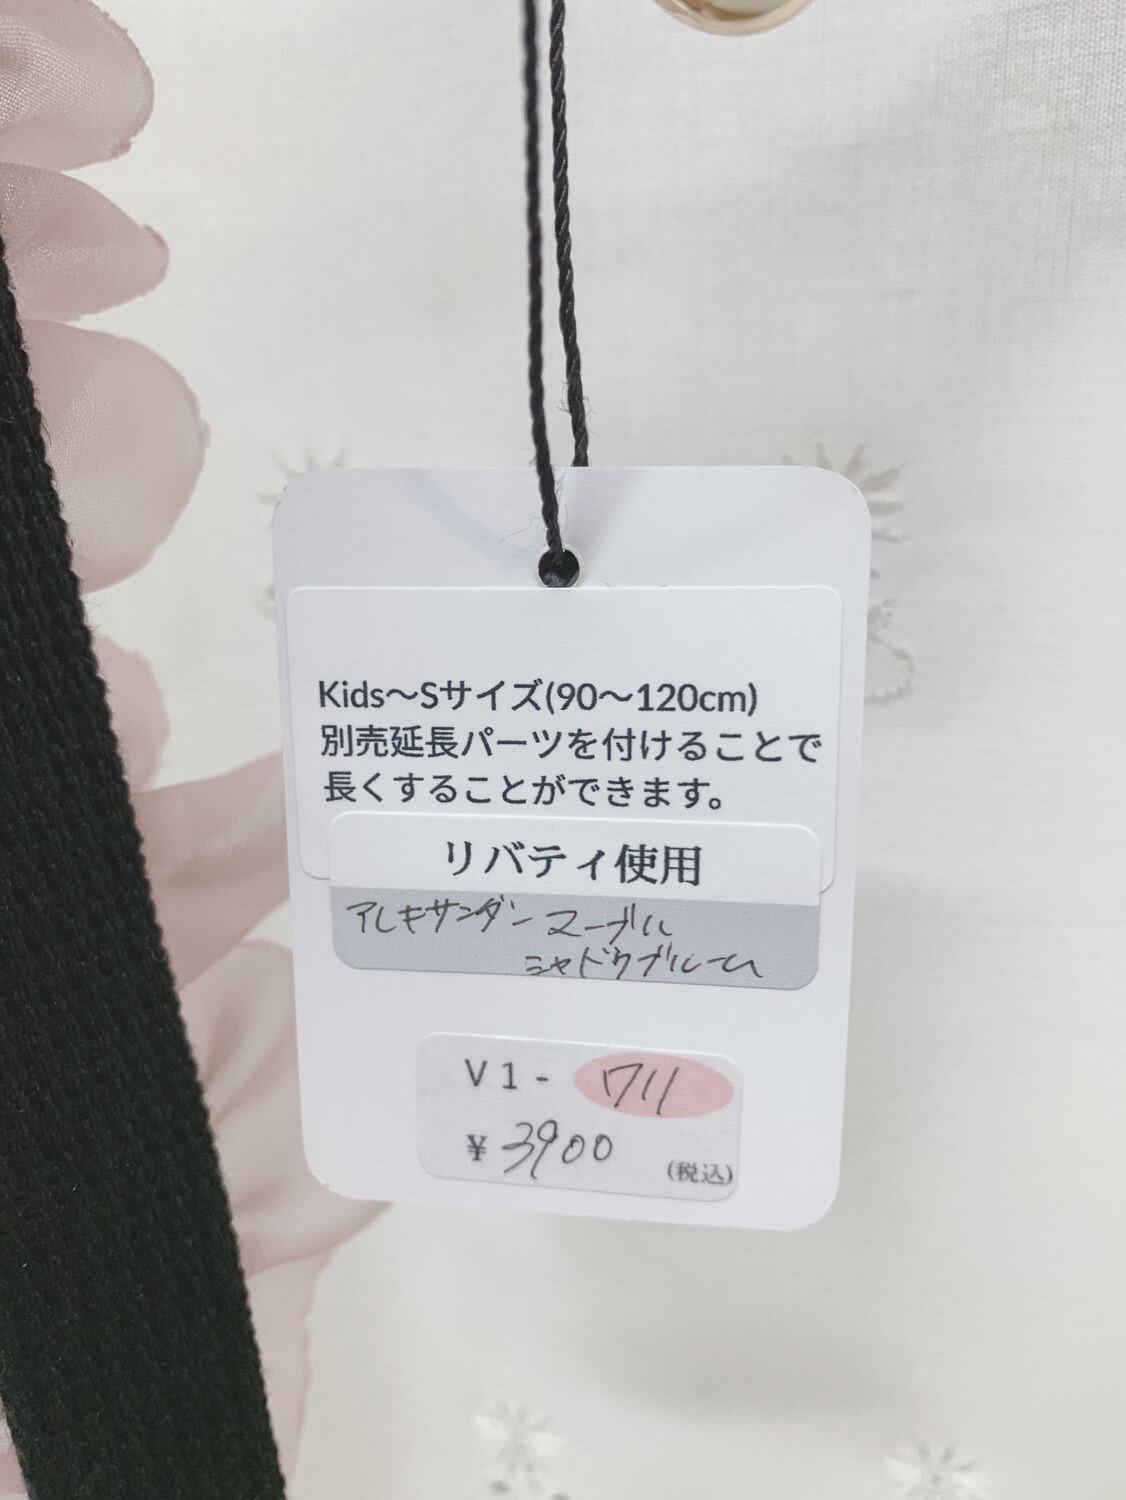 Kids〜Sサイズ(90〜120cm)
別売延長パーツを付けることで
長くすることができます。
リバティ使用
アレキサンダー マーブル
シャドウブルーム
V1-711
¥3900
(税込)